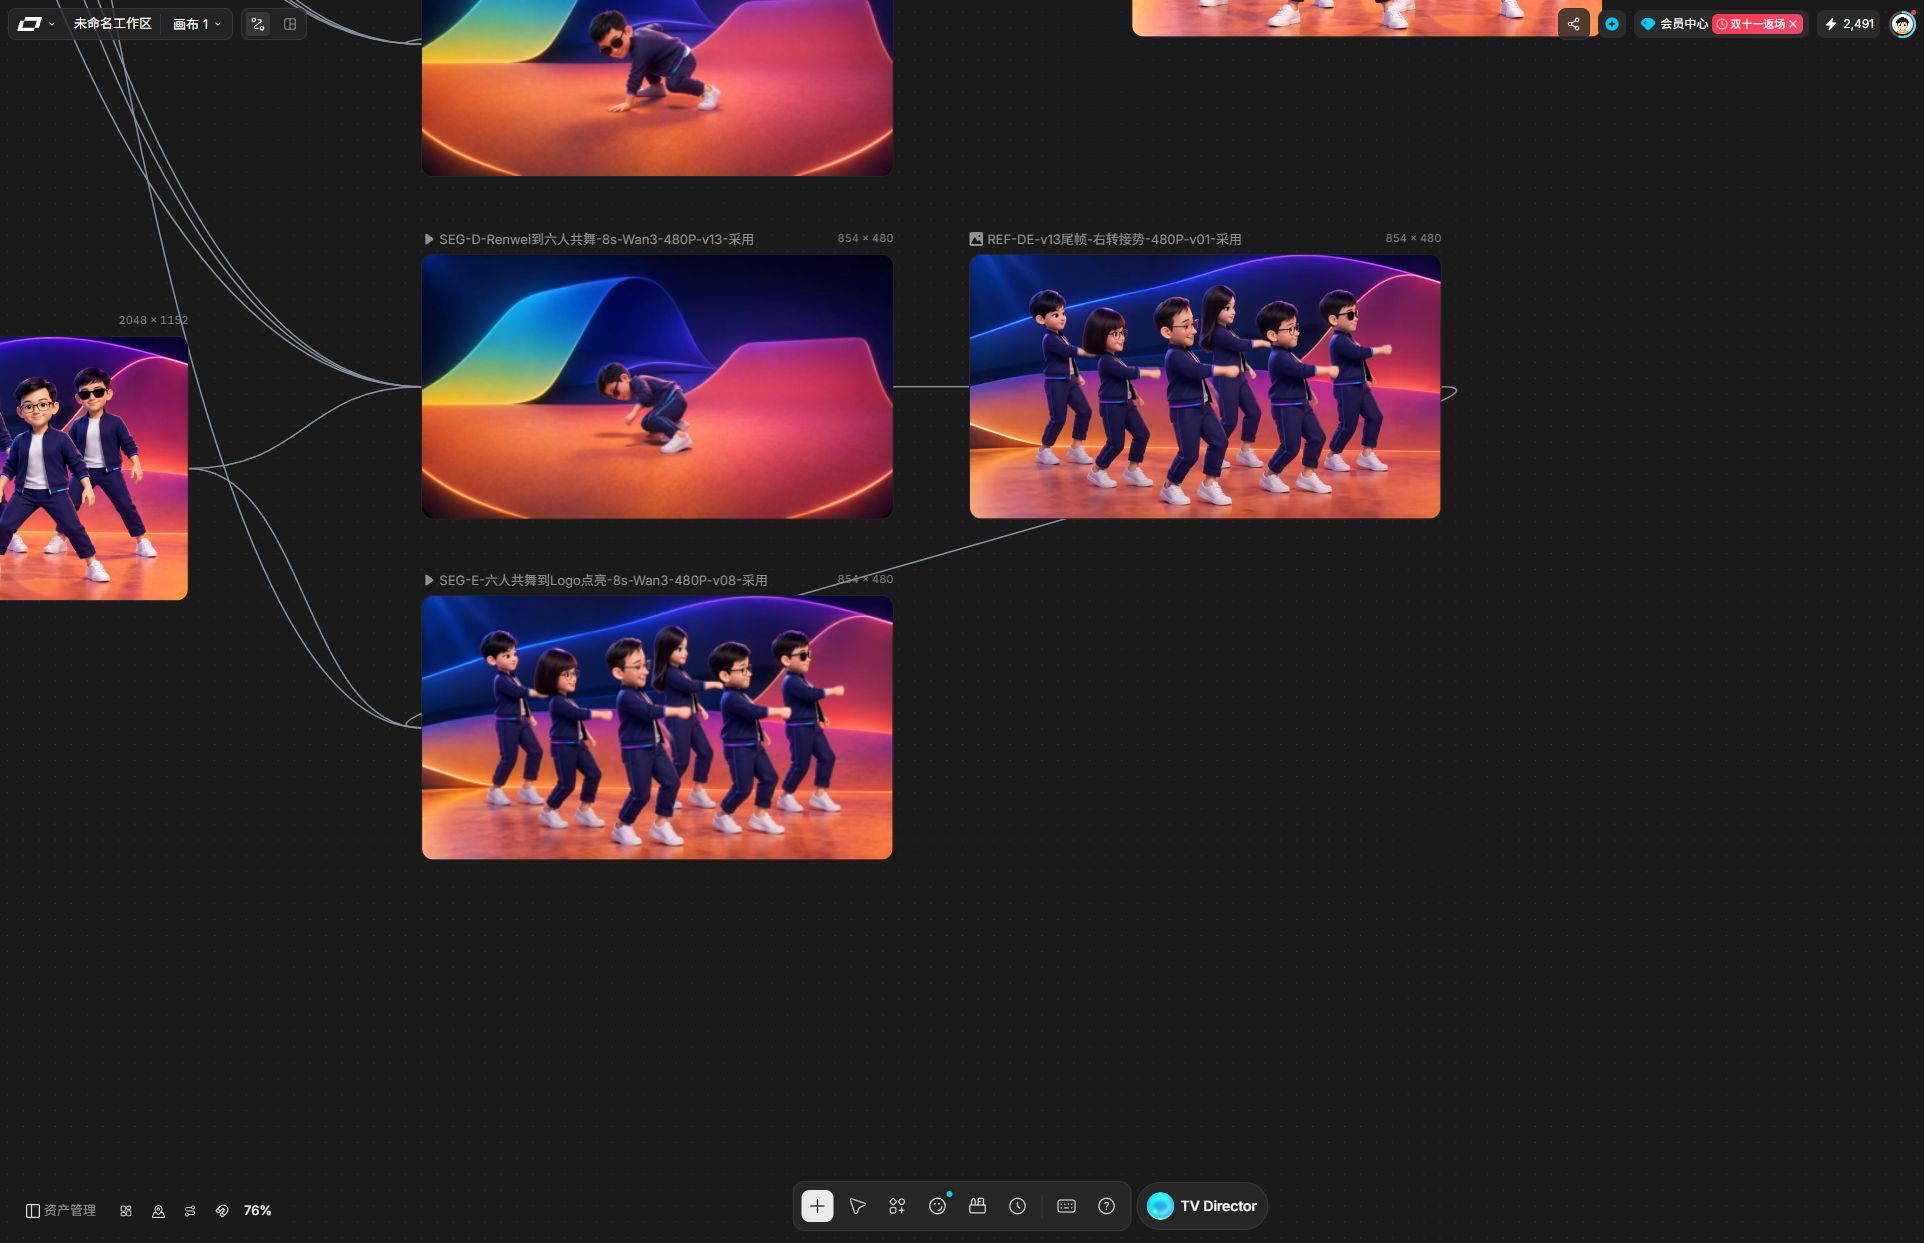 未命名工作区
画布 1
会员中心
双十一返场
2,491
SEG-D-Renwei到六人共舞-8s-Wan3-480P-v13-采用
854 × 480
REF-DE-v13尾帧-右转接势-480P-v01-采用
854 × 480
2048 × 1152
SEG-E-六人共舞到Logo点亮-8s-Wan3-480P-v08-采用
854 × 480
资产管理
76%
TV Director